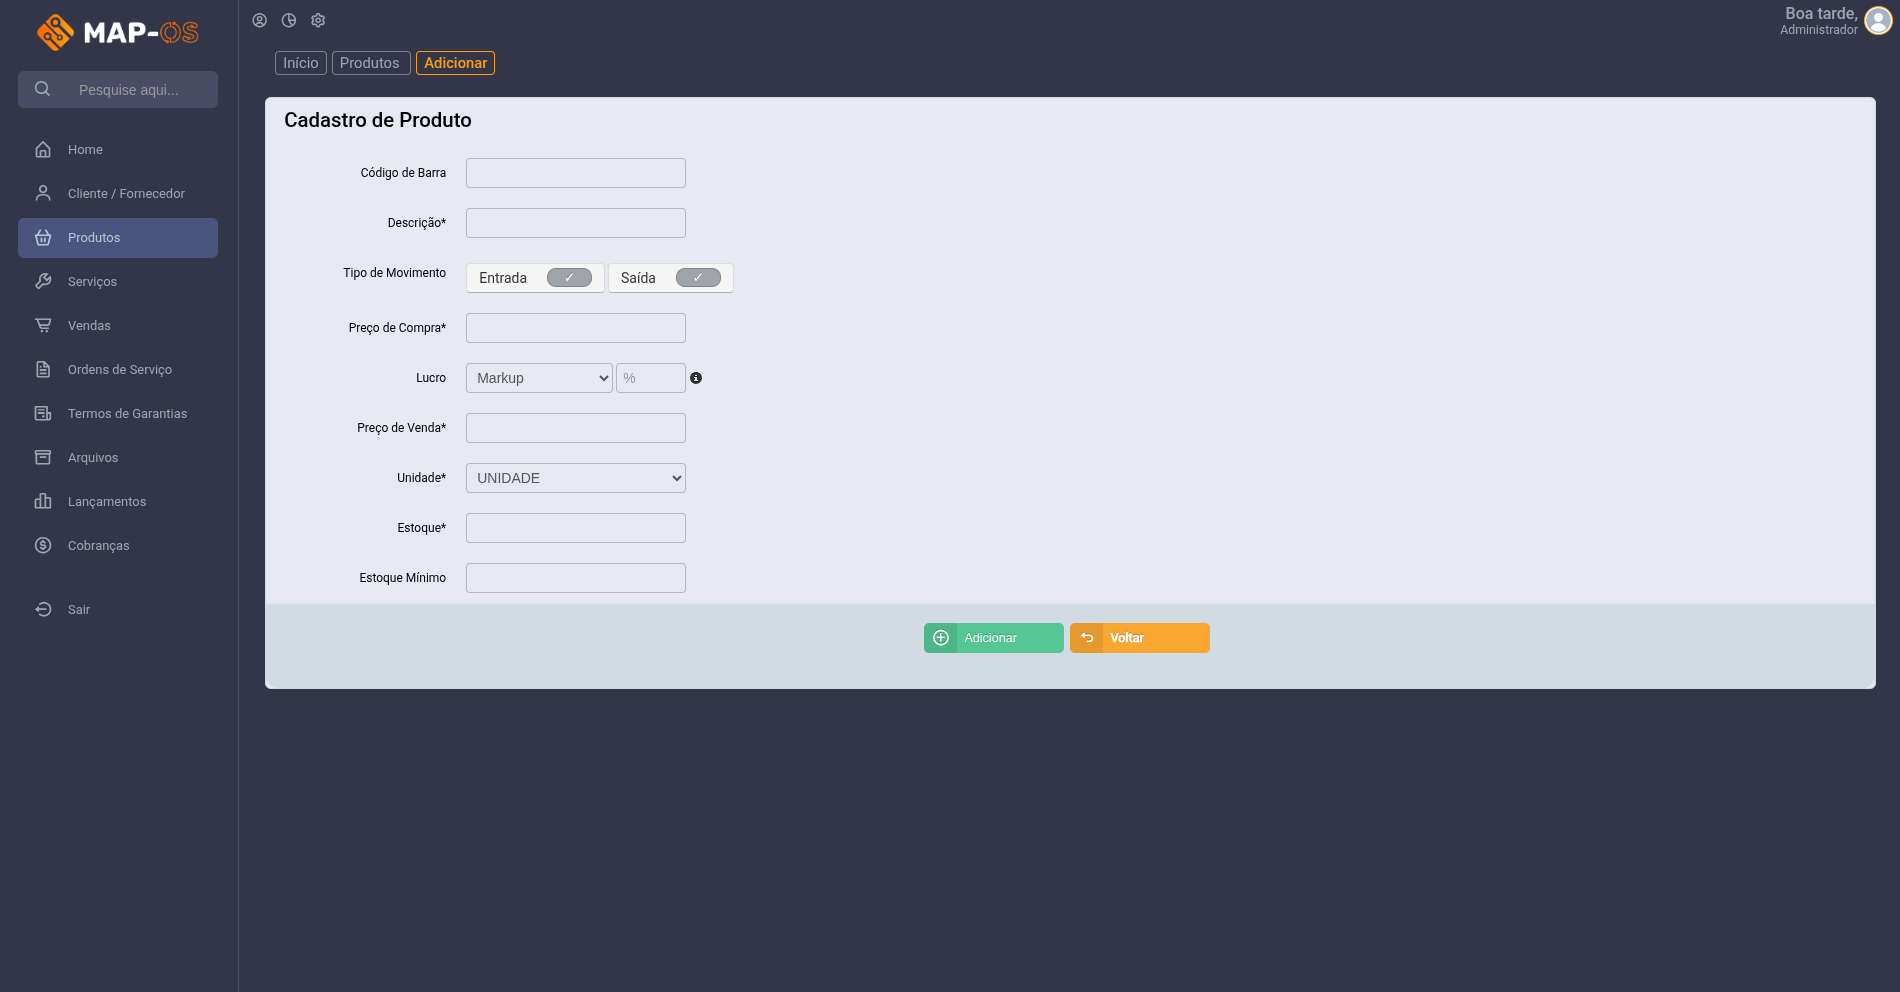 MAP-OS
Boa tarde,
Administrador
Início
Produtos
Adicionar
Pesquise aqui...
Home
Cliente / Fornecedor
Produtos
Serviços
Vendas
Ordens de Serviço
Termos de Garantias
Arquivos
Lançamentos
Cobranças
Sair
Cadastro de Produto
Código de Barra
Descrição*
Tipo de Movimento
Entrada ✓
Saída ✓
Preço de Compra*
Lucro
Markup
%
Preço de Venda*
Unidade*
UNIDADE
Estoque*
Estoque Mínimo
Adicionar
Voltar